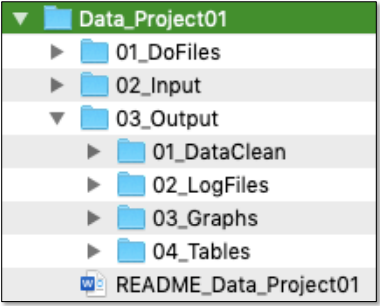 Data_Project01
01_DoFiles
02_Input
03_Output
01_DataClean
02_LogFiles
03_Graphs
04_Tables
README_Data_Project01